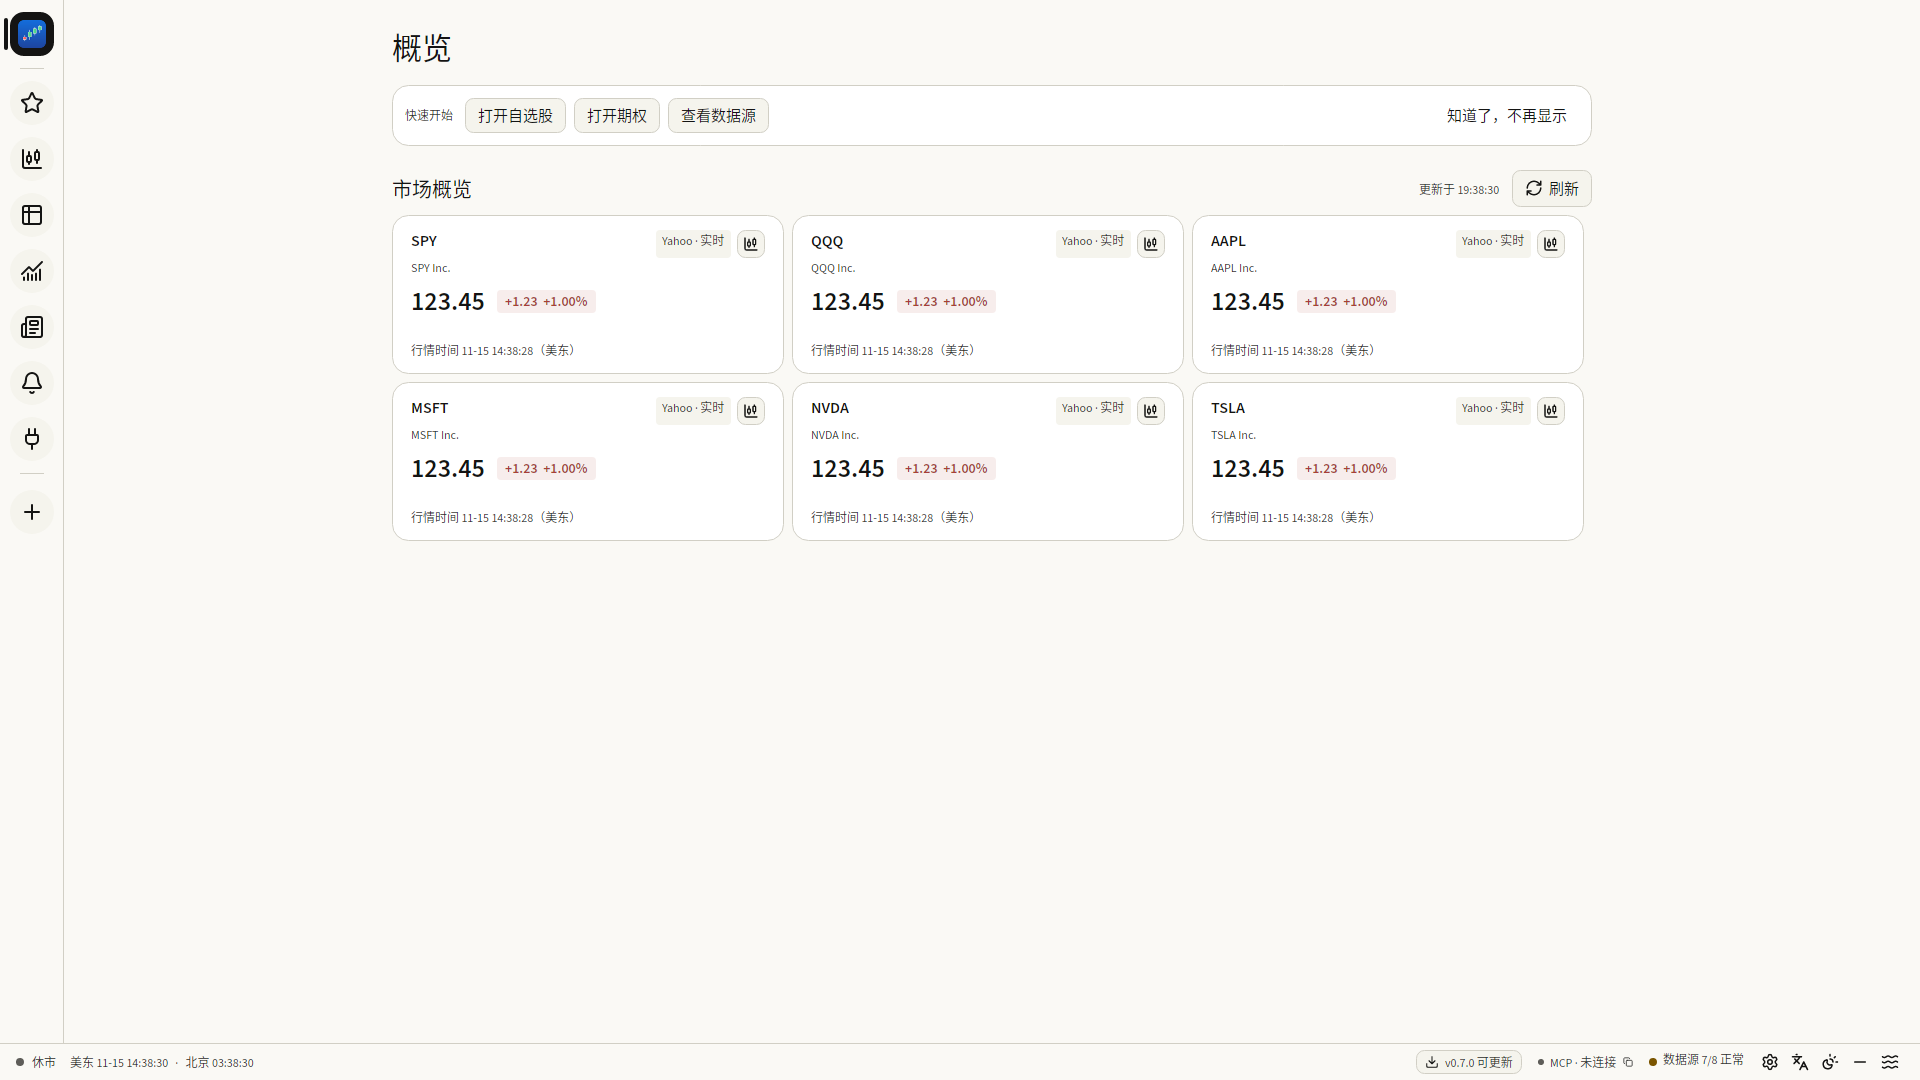 概览
快速开始 打开自选股 打开期权 查看数据源 知道了，不再显示
市场概览 更新于 19:38:30 刷新
SPY Yahoo · 实时
SPY Inc.
123.45 +1.23 +1.00%
行情时间 11-15 14:38:28（美东）
QQQ Yahoo · 实时
QQQ Inc.
123.45 +1.23 +1.00%
行情时间 11-15 14:38:28（美东）
AAPL Yahoo · 实时
AAPL Inc.
123.45 +1.23 +1.00%
行情时间 11-15 14:38:28（美东）
MSFT Yahoo · 实时
MSFT Inc.
123.45 +1.23 +1.00%
行情时间 11-15 14:38:28（美东）
NVDA Yahoo · 实时
NVDA Inc.
123.45 +1.23 +1.00%
行情时间 11-15 14:38:28（美东）
TSLA Yahoo · 实时
TSLA Inc.
123.45 +1.23 +1.00%
行情时间 11-15 14:38:28（美东）
休市 美东 11-15 14:38:30 · 北京 03:38:30 v0.7.0 可更新 MCP · 未连接 数据源 7/8 正常